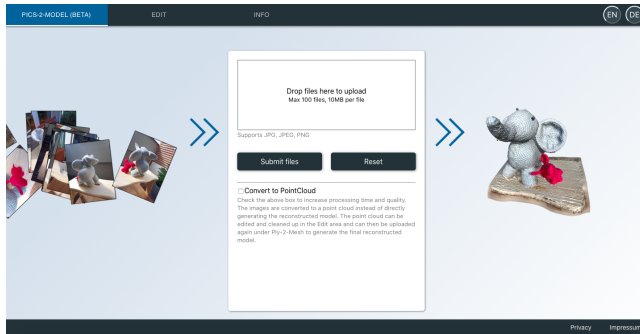 PICS-2-MODEL (BETA)
EDIT
INFO
EN
DE
Drop files here to upload
Max 100 files, 10MB per file
Supports JPG, JPEG, PNG
Submit files
Reset
Convert to PointCloud
Check the above box to increase processing time and quality.
The images are converted to a point cloud instead of directly
generating the reconstructed model. The point cloud can be
edited and cleaned up in the Edit area and can then be uploaded
again under Ply-2-Mesh to generate the final reconstructed
model.
Privacy
Impressum